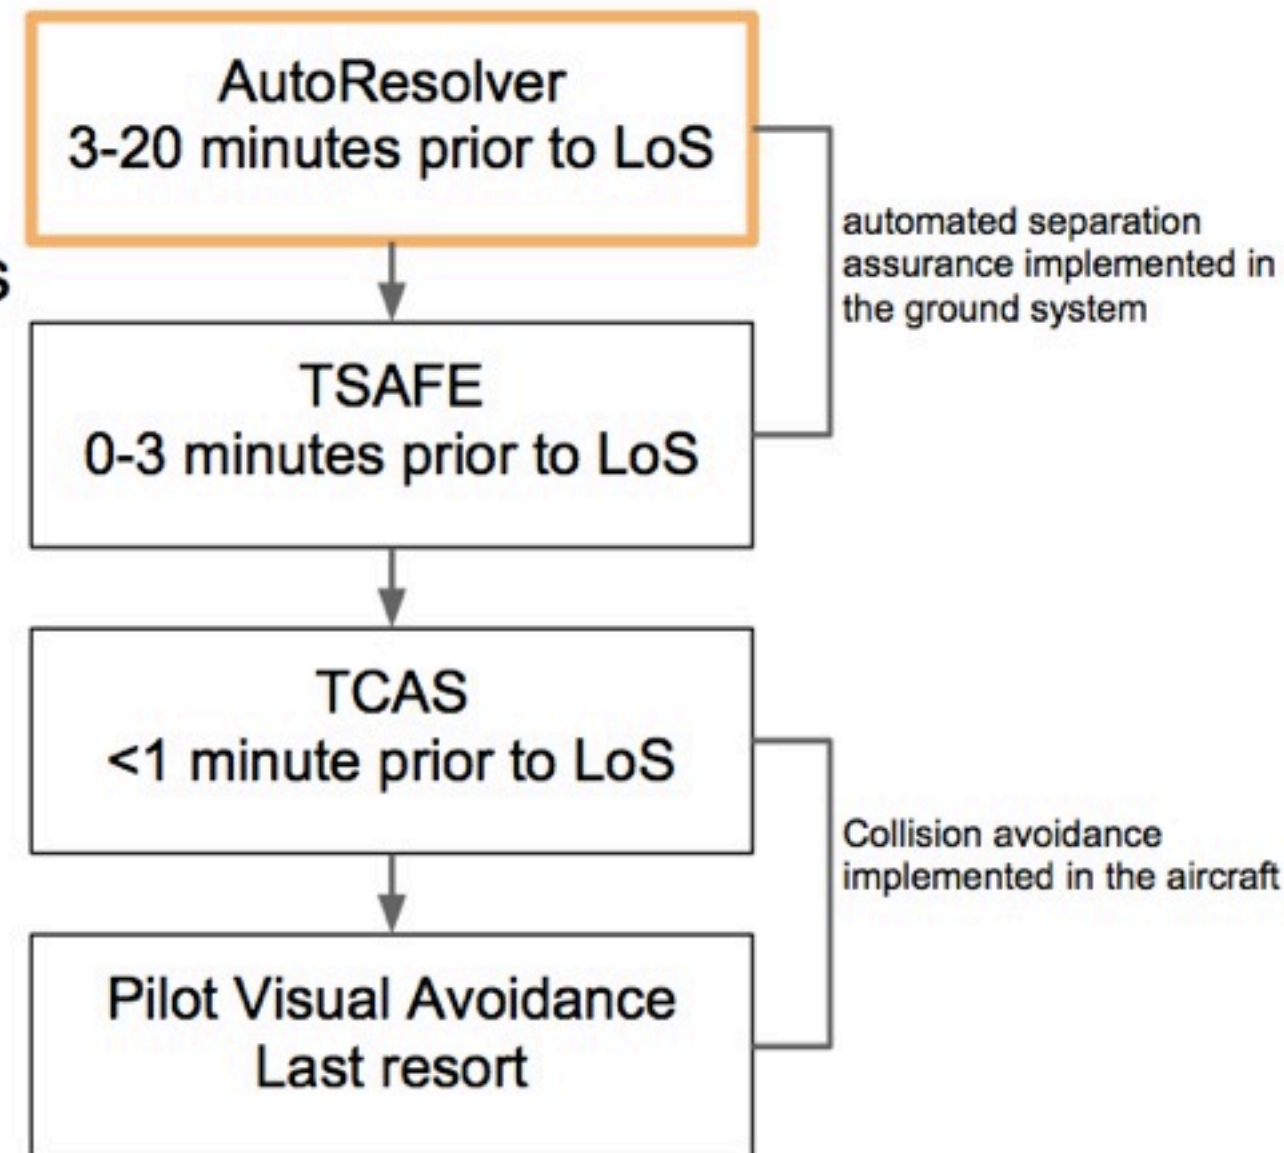 AutoResolver
3-20 minutes prior to LoS
automated separation
assurance implemented in
the ground system
s
TSAFE
0-3 minutes prior to LoS
TCAS
<1 minute prior to LoS
Collision avoidance
implemented in the aircraft
Pilot Visual Avoidance
Last resort